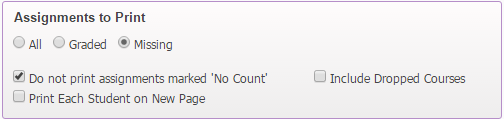 Assignments to Print
All Graded Missing
Do not print assignments marked 'No Count' Include Dropped Courses
Print Each Student on New Page